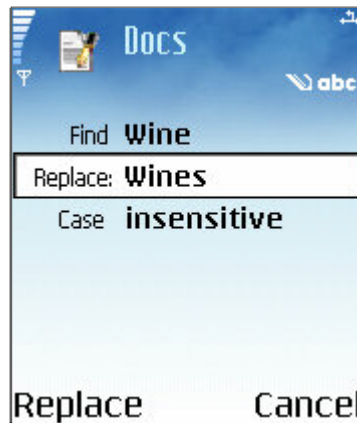 Docs
abc
Find Wine
Replace: Wines
Case insensitive
Replace Cancel